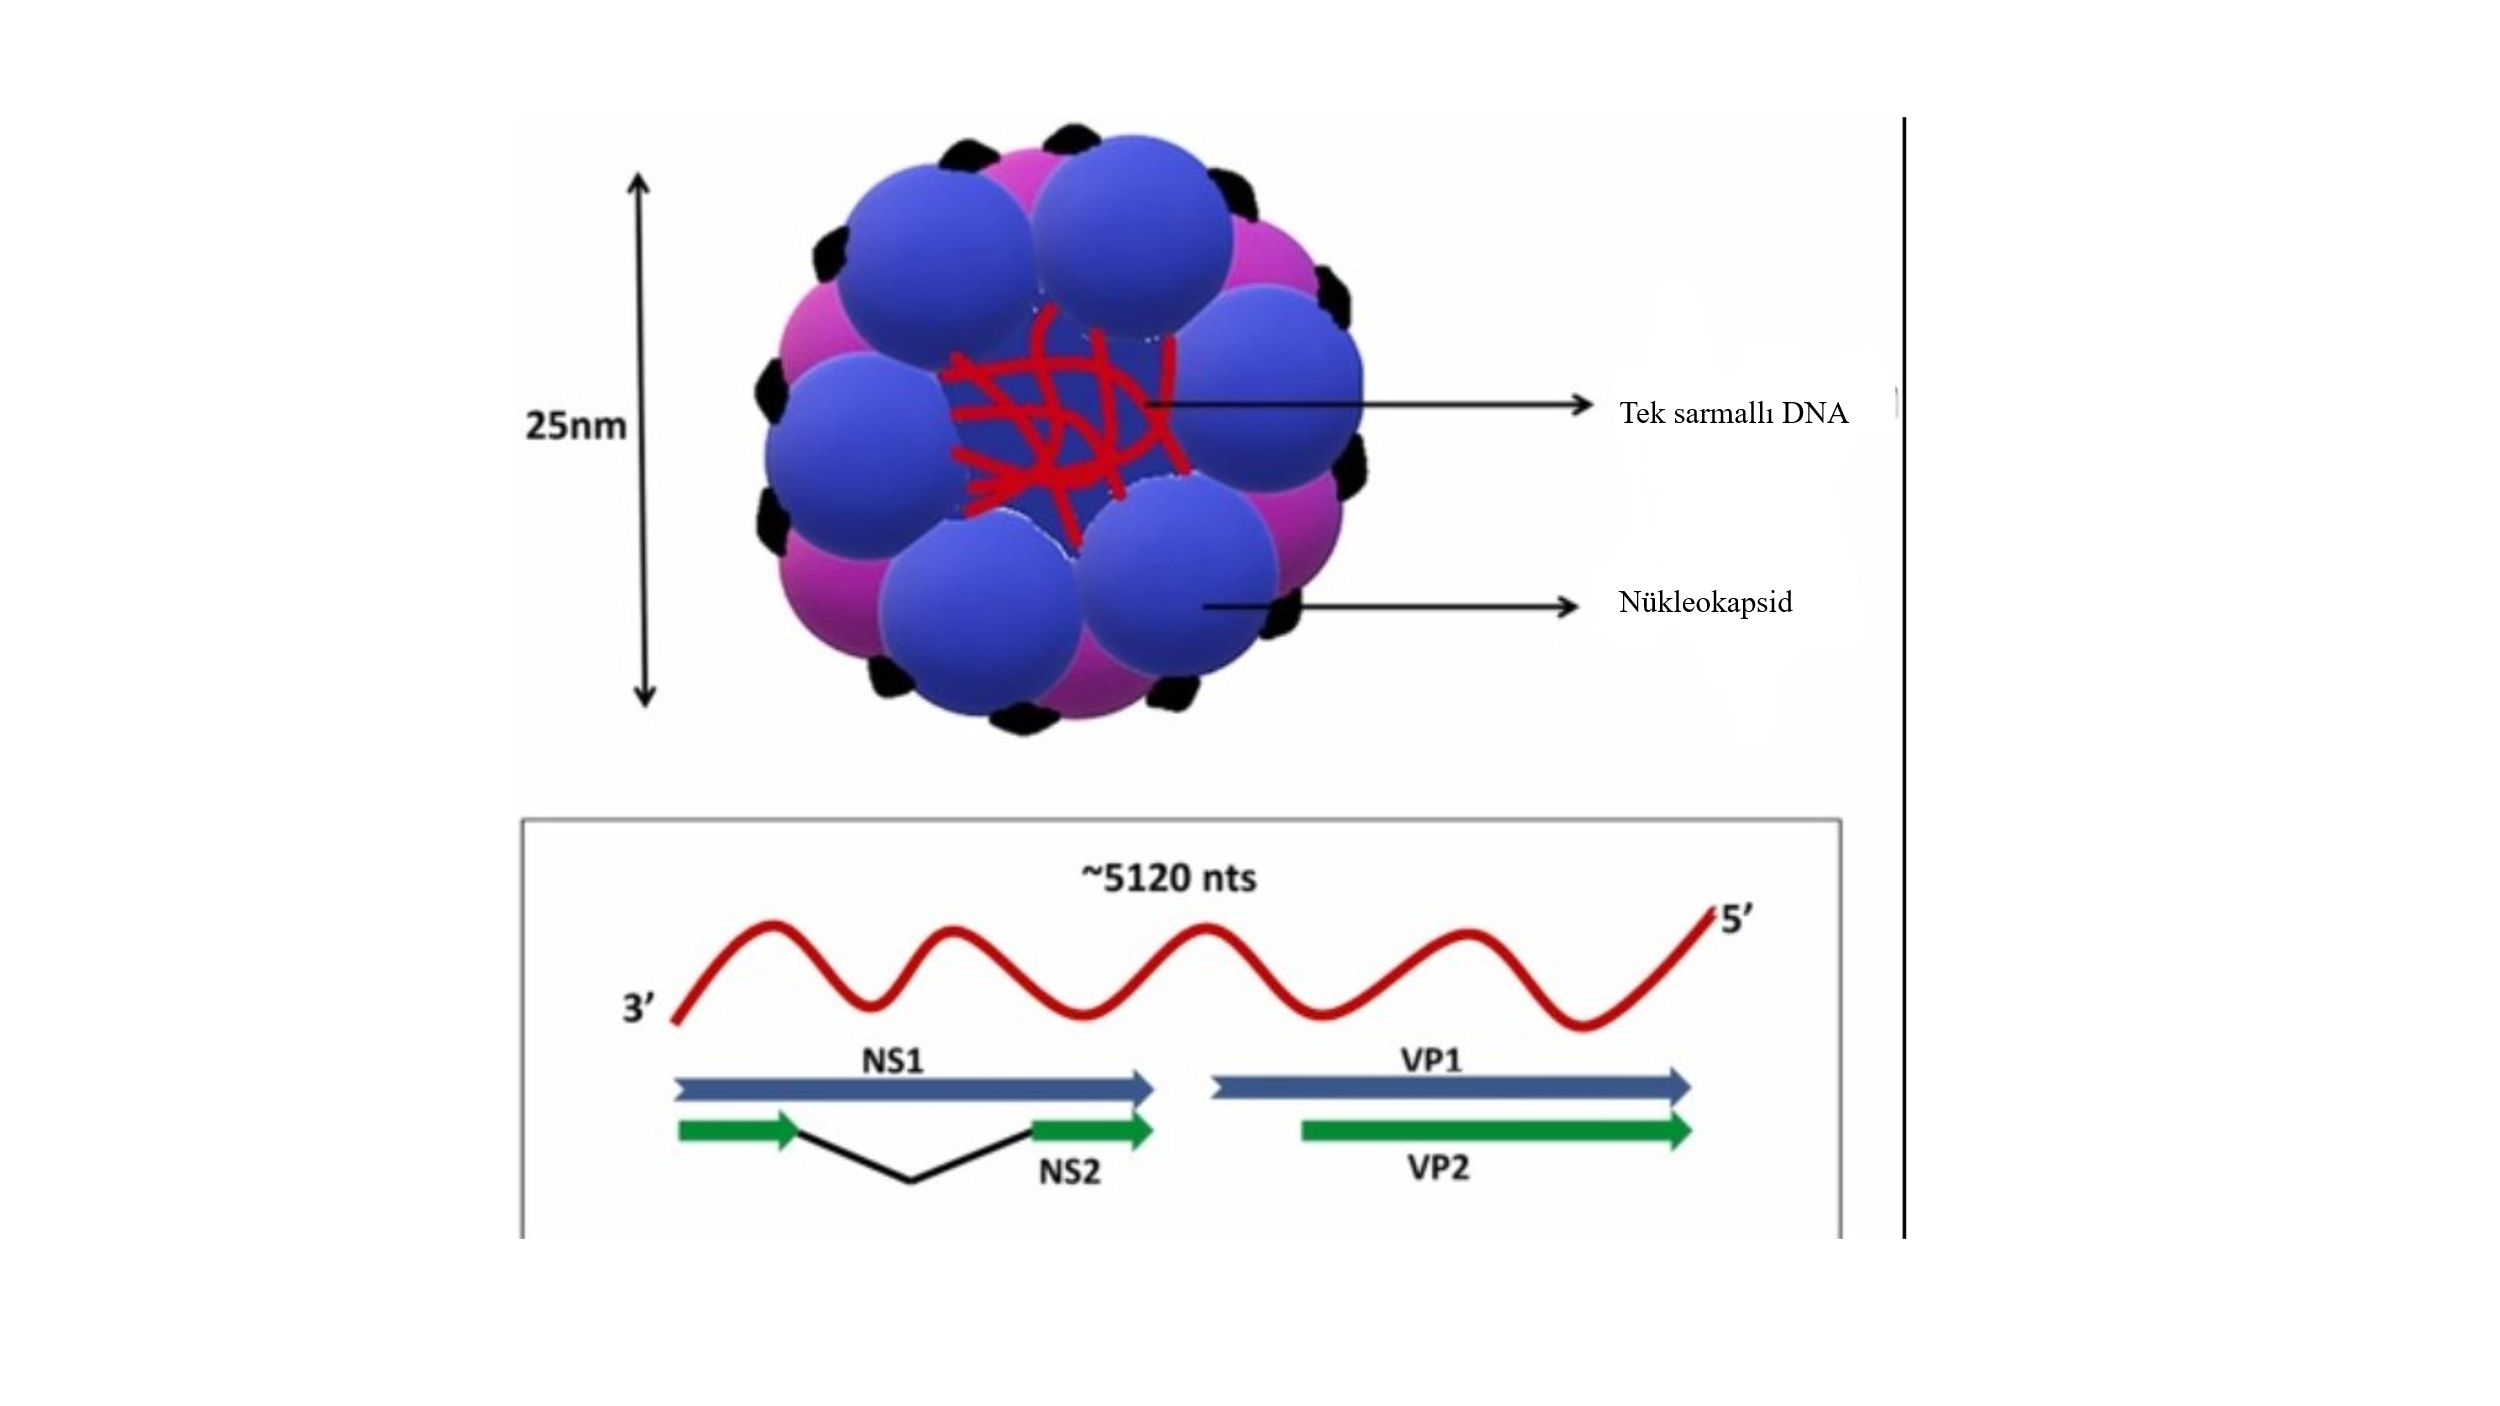 25nm
Tek sarmallı DNA
Nükleokapsid
~5120 nts
5’
3’
NS1
VP1
NS2
VP2